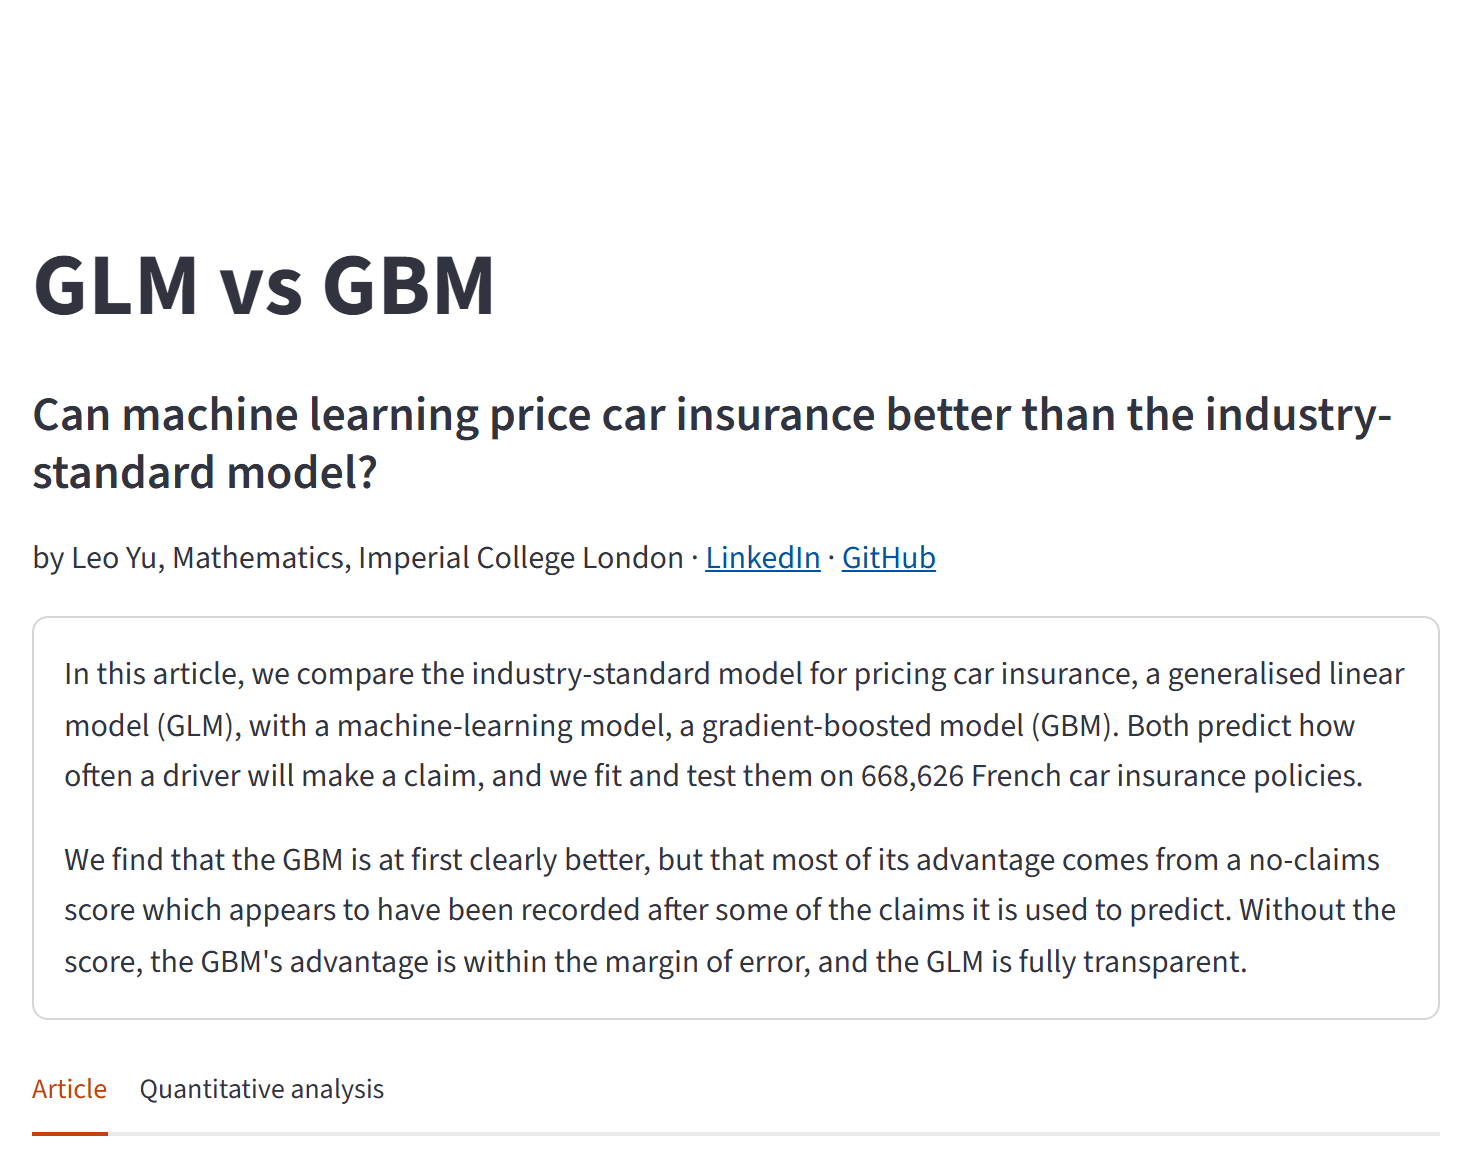 GLM vs GBM
Can machine learning price car insurance better than the industry-
standard model?
by Leo Yu, Mathematics, Imperial College London · LinkedIn · GitHub
In this article, we compare the industry-standard model for pricing car insurance, a generalised linear
model (GLM), with a machine-learning model, a gradient-boosted model (GBM). Both predict how
often a driver will make a claim, and we fit and test them on 668,626 French car insurance policies.
We find that the GBM is at first clearly better, but that most of its advantage comes from a no-claims
score which appears to have been recorded after some of the claims it is used to predict. Without the
score, the GBM's advantage is within the margin of error, and the GLM is fully transparent.
Article Quantitative analysis